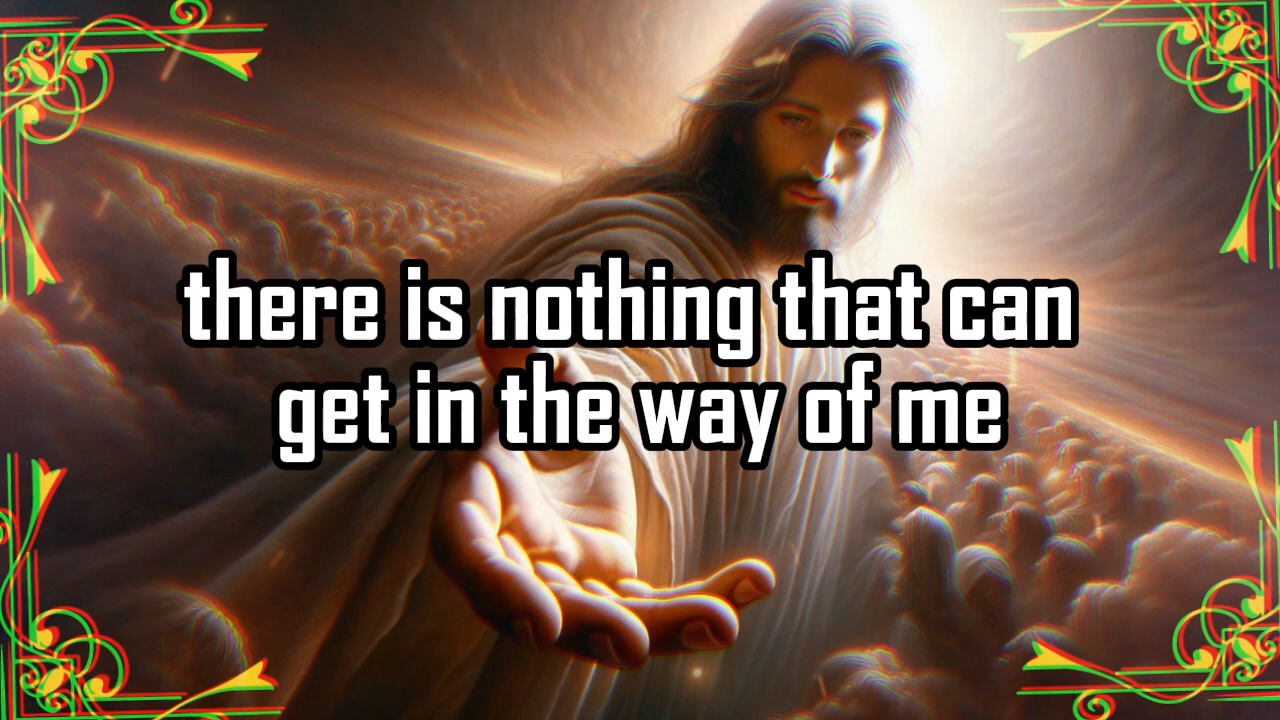 there is nothing that can
get in the way of me